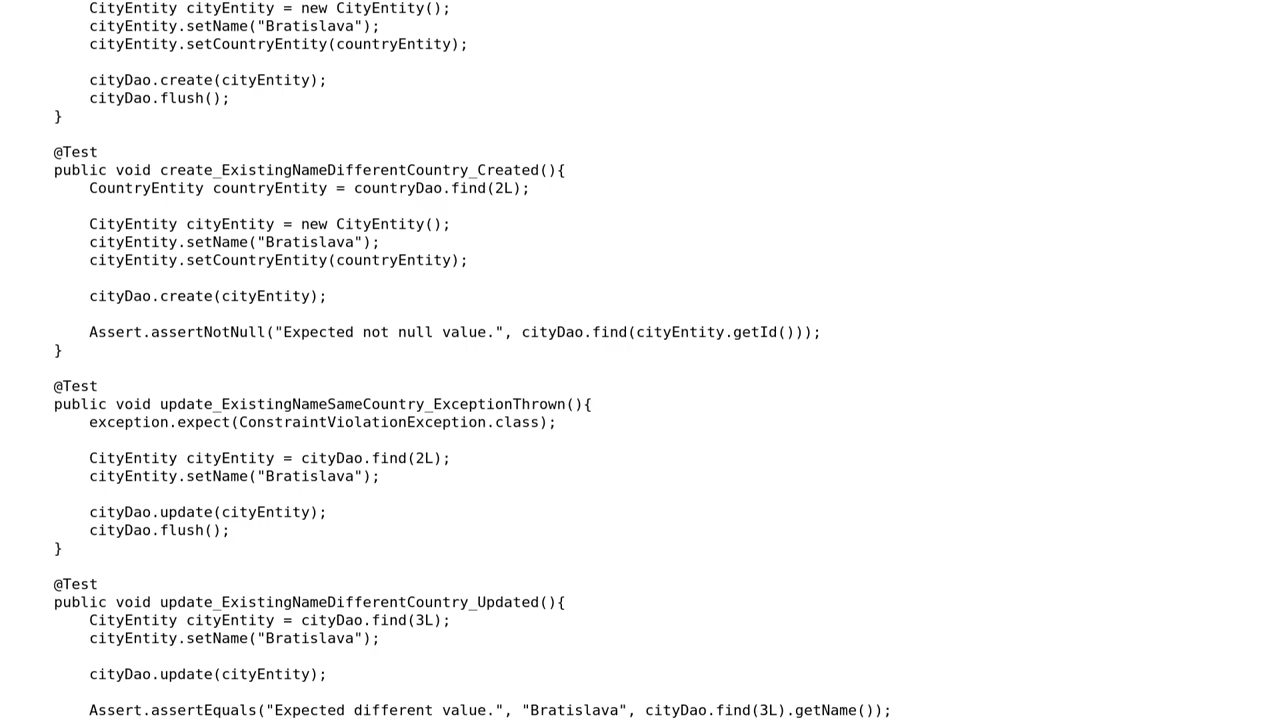 CityEntity cityEntity = new CityEntity();
cityEntity.setName("Bratislava");
cityEntity.setCountryEntity(countryEntity);
cityDao.create(cityEntity);
cityDao.flush();
}
@Test
public void create_ExistingNameDifferentCountry_Created(){
CountryEntity countryEntity = countryDao.find(2L);
CityEntity cityEntity = new CityEntity();
cityEntity.setName("Bratislava");
cityEntity.setCountryEntity(countryEntity);
cityDao.create(cityEntity);
Assert.assertNotNull("Expected not null value.", cityDao.find(cityEntity.getId()));
}
@Test
public void update_ExistingNameSameCountry_ExceptionThrown(){
exception.expect(ConstraintViolationException.class);
CityEntity cityEntity = cityDao.find(2L);
cityEntity.setName("Bratislava");
cityDao.update(cityEntity);
cityDao.flush();
}
@Test
public void update_ExistingNameDifferentCountry_Updated(){
CityEntity cityEntity = cityDao.find(3L);
cityEntity.setName("Bratislava");
cityDao.update(cityEntity);
Assert.assertEquals("Expected different value.", "Bratislava", cityDao.find(3L).getName());